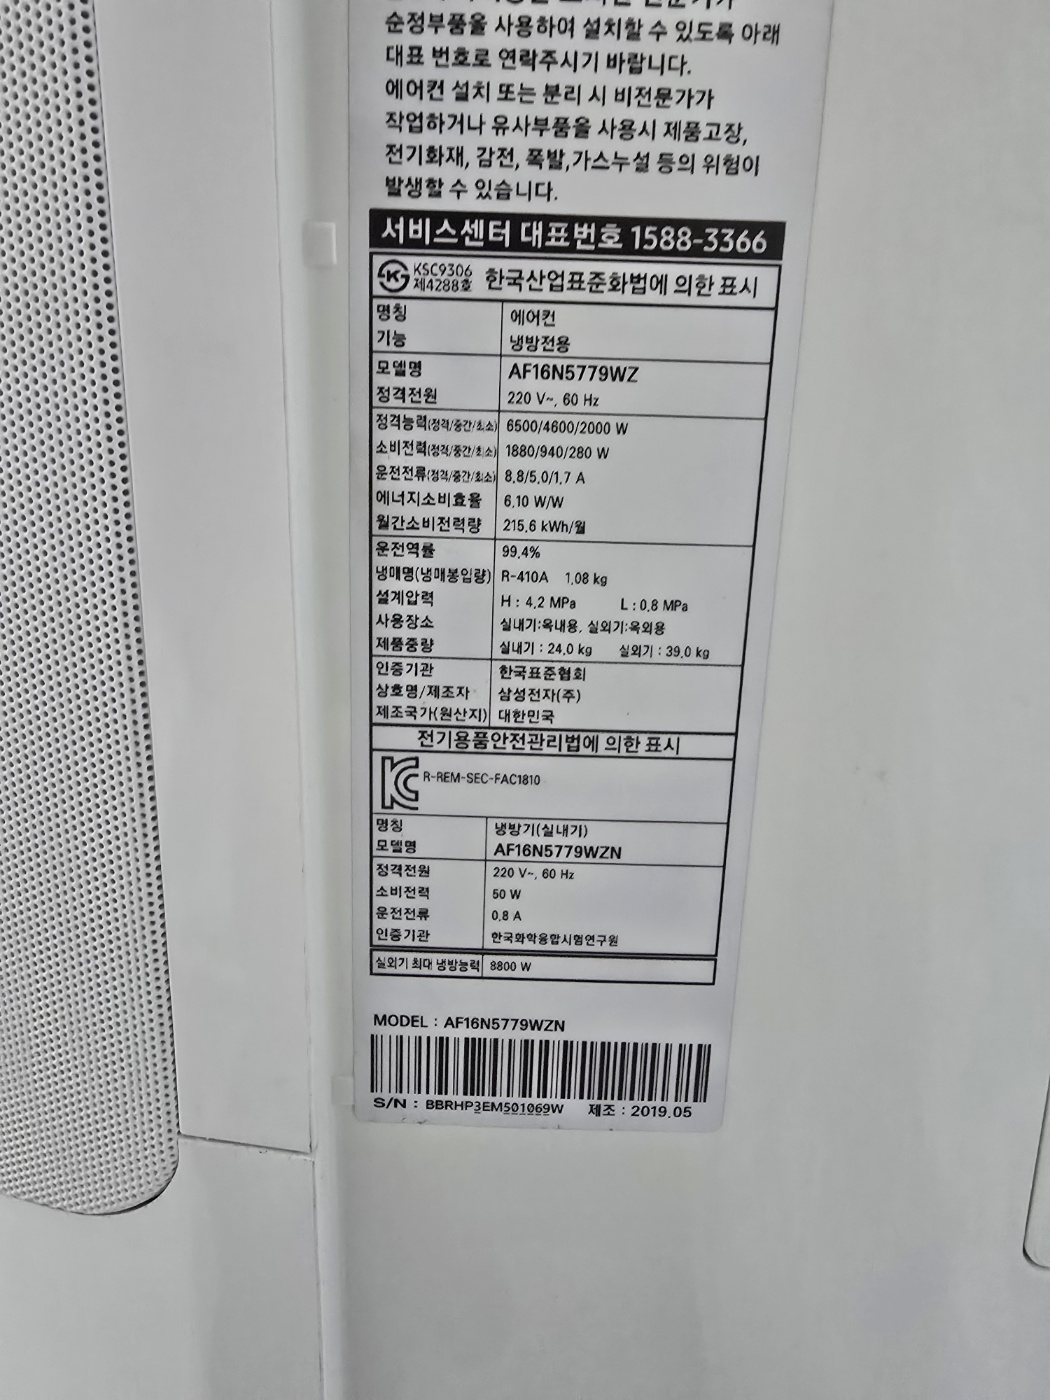 순정부품을 사용하여 설치할 수 있도록 아래
대표 번호로 연락주시기 바랍니다.
에어컨 설치 또는 분리 시 비전문가가
작업하거나 유사부품을 사용시 제품고장,
전기화재, 감전, 폭발,가스누설 등의 위험이
발생할 수 있습니다.
서비스센터 대표번호 1588-3366
KSC9306
제4288호 한국산업표준화법에 의한 표시
명칭 에어컨
기능 냉방전용
모델명 AF16N5779WZ
정격전원 220 V~, 60 Hz
정격능력(정격/중간/최소) 6500/4600/2000 W
소비전력(정격/중간/최소) 1880/940/280 W
운전전류(정격/중간/최소) 8.8/5.0/1.7 A
에너지소비효율 6.10 W/W
월간소비전력량 215.6 kWh/월
운전역률 99.4%
냉매명(냉매봉입량) R-410A 1.08 kg
설계압력 H : 4.2 MPa L : 0.8 MPa
사용장소 실내기:옥내용, 실외기:옥외용
제품중량 실내기 : 24.0 kg 실외기 : 39.0 kg
인증기관 한국표준협회
상호명/제조자 삼성전자(주)
제조국가(원산지) 대한민국
전기용품안전관리법에 의한 표시
R-REM-SEC-FAC1810
명칭 냉방기(실내기)
모델명 AF16N5779WZN
정격전원 220 V~, 60 Hz
소비전력 50 W
운전전류 0.8 A
인증기관 한국화학융합시험연구원
실외기 최대 냉방능력 8800 W
MODEL : AF16N5779WZN
S/N : BBRHP3EM501069W 제조 : 2019.05